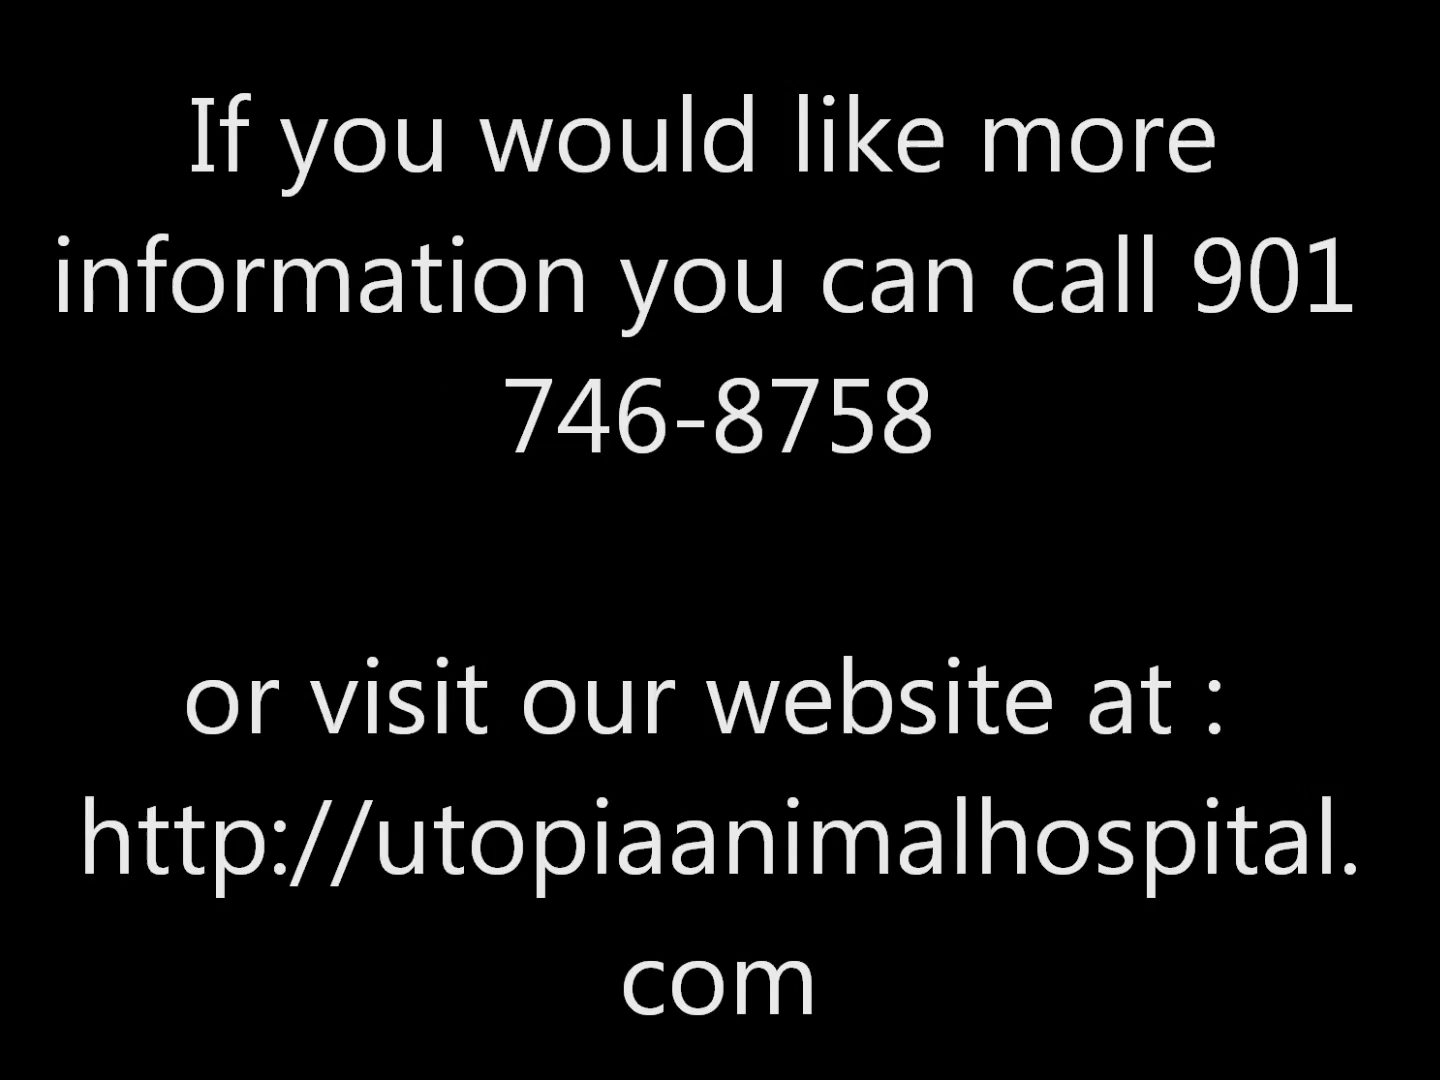 If you would like more
information you can call 901
746-8758
or visit our website at :
http://utopiaanimalhospital.
com